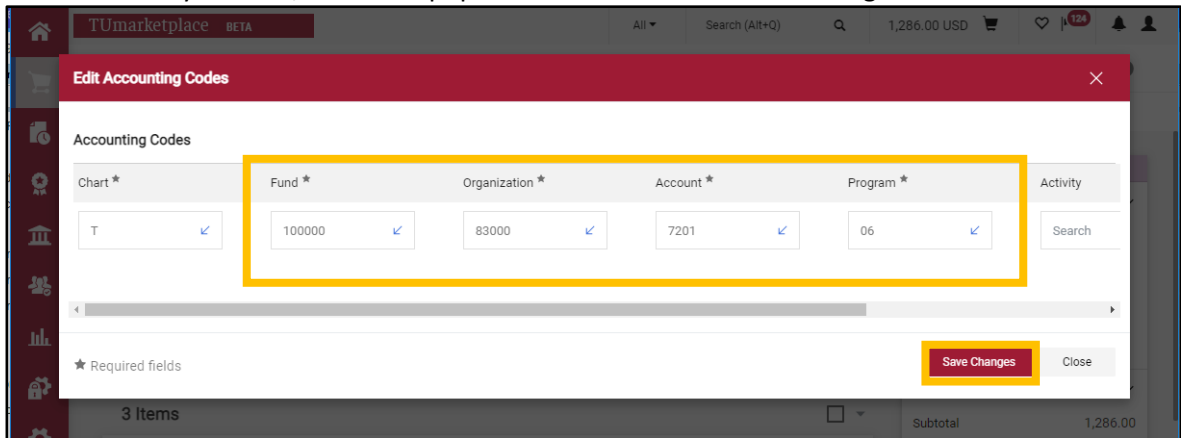 TUmarketplace BETA All Search (Alt+Q) 1,286.00 USD 124
Edit Accounting Codes
Accounting Codes
Chart ★ Fund ★ Organization ★ Account ★ Program ★ Activity
T 100000 83000 7201 06 Search
★ Required fields Save Changes Close
3 Items
Subtotal 1,286.00